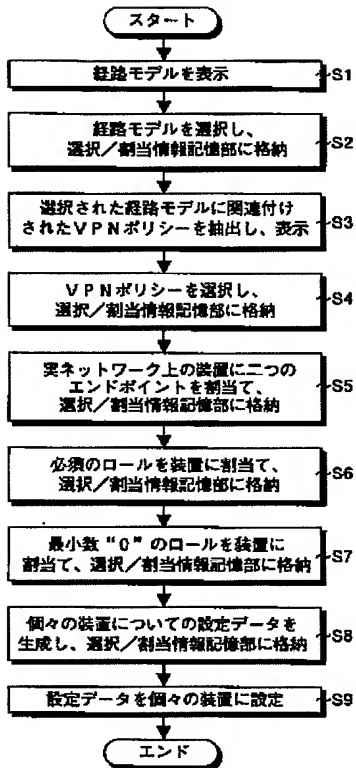 スタート
経路モデルを表示 S1
経路モデルを選択し、
選択／割当情報記憶部に格納 S2
選択された経路モデルに関連付け
されたVPNポリシーを抽出し、表示 S3
VPNポリシーを選択し、
選択／割当情報記憶部に格納 S4
実ネットワーク上の装置に二つの
エンドポイントを割当て、
選択／割当情報記憶部に格納 S5
必須のロールを装置に割当て、
選択／割当情報記憶部に格納 S6
最小数“0”のロールを装置に
割当て、選択／割当情報記憶部に格納 S7
個々の装置についての設定データを
生成し、選択／割当情報記憶部に格納 S8
設定データを個々の装置に設定 S9
エンド